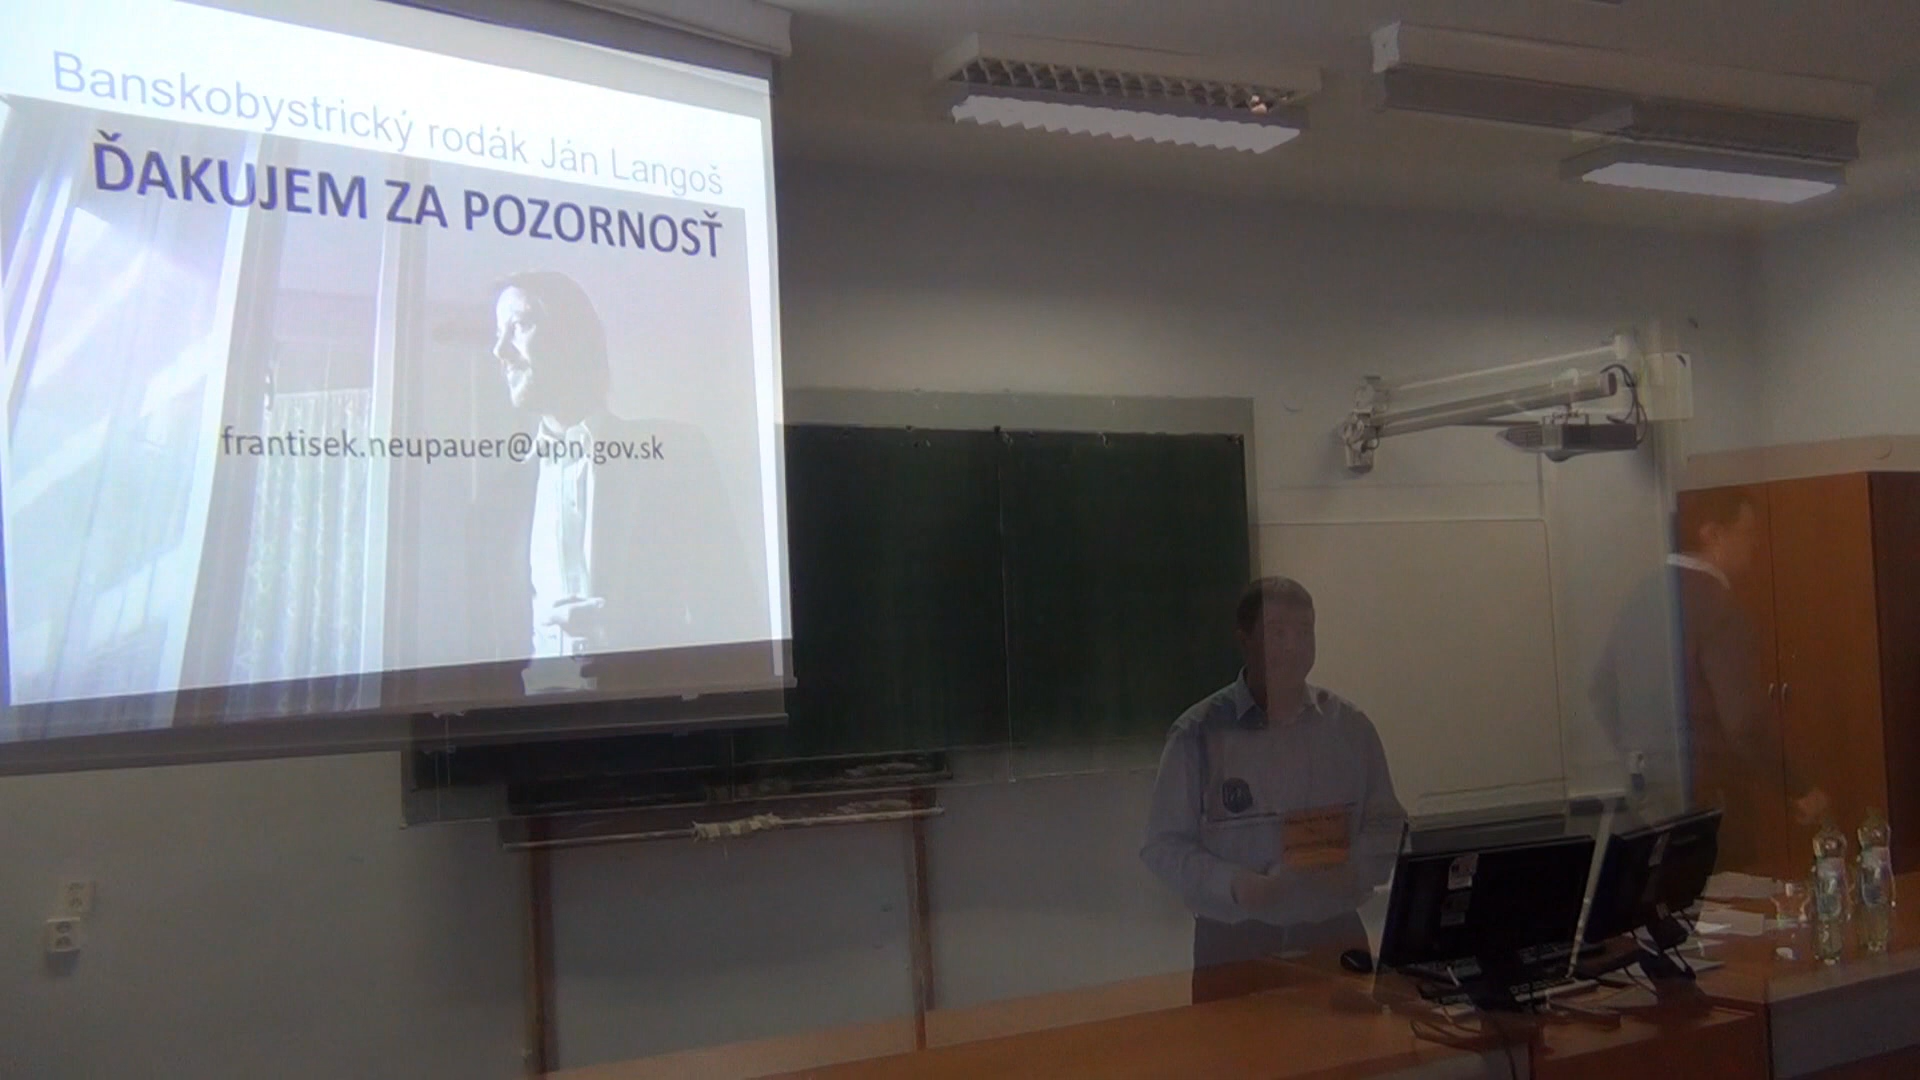 Banskobystrický rodák Ján Langoš
ĎAKUJEM ZA POZORNOSŤ
frantisek.neupauer@upn.gov.sk